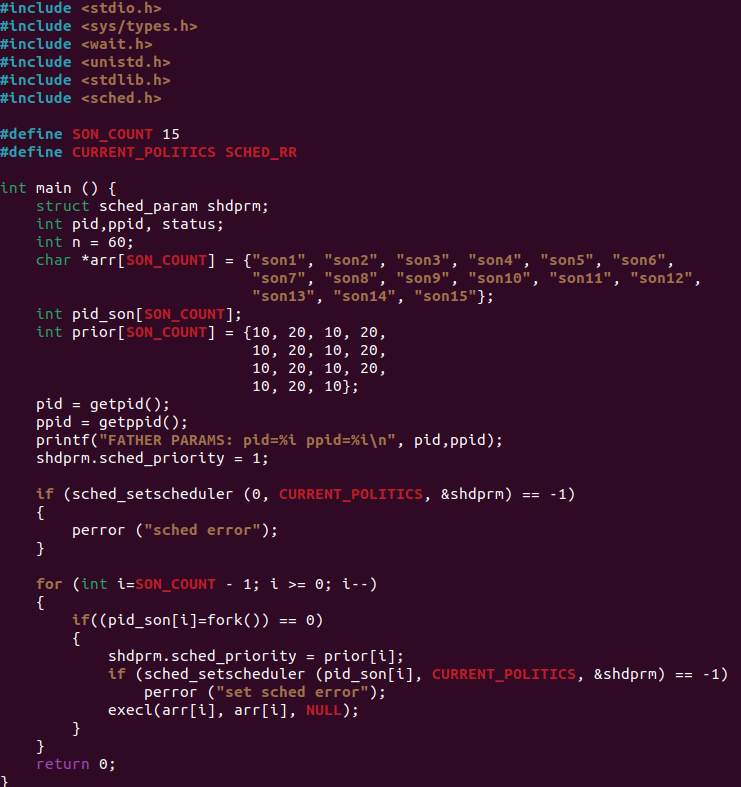 #include <stdio.h>
#include <sys/types.h>
#include <wait.h>
#include <unistd.h>
#include <stdlib.h>
#include <sched.h>

#define SON_COUNT 15
#define CURRENT_POLITICS SCHED_RR

int main () {
    struct sched_param shdprm;
    int pid,ppid, status;
    int n = 60;
    char *arr[SON_COUNT] = {"son1", "son2", "son3", "son4", "son5", "son6",
                            "son7", "son8", "son9", "son10", "son11", "son12",
                            "son13", "son14", "son15"};
    int pid_son[SON_COUNT];
    int prior[SON_COUNT] = {10, 20, 10, 20,
                            10, 20, 10, 20,
                            10, 20, 10, 20,
                            10, 20, 10};
    pid = getpid();
    ppid = getppid();
    printf("FATHER PARAMS: pid=%i ppid=%i\n", pid,ppid);
    shdprm.sched_priority = 1;

    if (sched_setscheduler (0, CURRENT_POLITICS, &shdprm) == -1)
    {
        perror ("sched error");
    }

    for (int i=SON_COUNT - 1; i >= 0; i--)
    {
        if((pid_son[i]=fork()) == 0)
        {
            shdprm.sched_priority = prior[i];
            if (sched_setscheduler (pid_son[i], CURRENT_POLITICS, &shdprm) == -1)
                perror ("set sched error");
            execl(arr[i], arr[i], NULL);
        }
    }
    return 0;
}